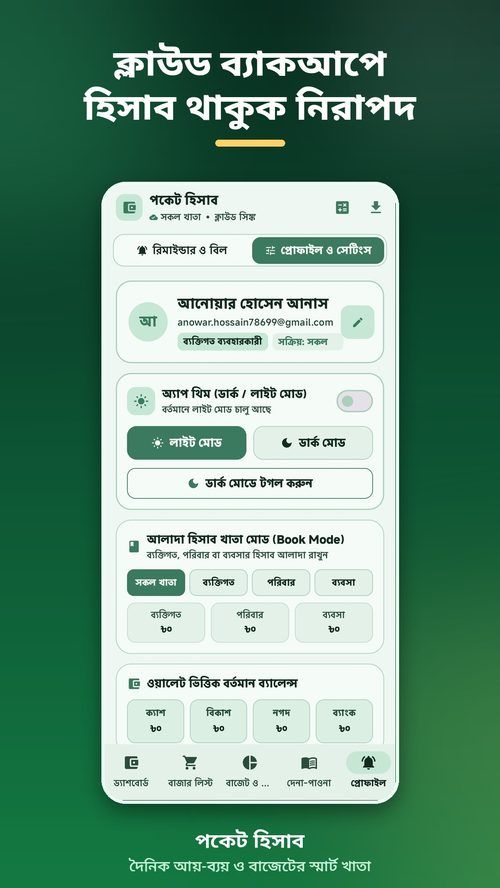 ক্লাউড ব্যাকআপে
হিসাব থাকুক নিরাপদ
পকেট হিসাব
সকল খাতা • ক্লাউড সিঙ্ক
রিমাইন্ডার ও বিল
প্রোফাইল ও সেটিংস
আ
আনোয়ার হোসেন আনাস
anowar.hossain78699@gmail.com
ব্যক্তিগত ব্যবহারকারী
সক্রিয়: সকল
অ্যাপ থিম (ডার্ক / লাইট মোড)
বর্তমানে লাইট মোড চালু আছে
লাইট মোড
ডার্ক মোড
ডার্ক মোডে টগল করুন
আলাদা হিসাব খাতা মোড (Book Mode)
ব্যক্তিগত, পরিবার বা ব্যবসার হিসাব আলাদা রাখুন
সকল খাতা
ব্যক্তিগত
পরিবার
ব্যবসা
ব্যক্তিগত
৳০
পরিবার
৳০
ব্যবসা
৳০
ওয়ালেট ভিত্তিক বর্তমান ব্যালেন্স
ক্যাশ
৳০
বিকাশ
৳০
নগদ
৳০
ব্যাংক
৳০
ড্যাশবোর্ড
বাজার লিস্ট
বাজেট ও ...
দেনা-পাওনা
প্রোফাইল
পকেট হিসাব
দৈনিক আয়-ব্যয় ও বাজেটের স্মার্ট খাতা